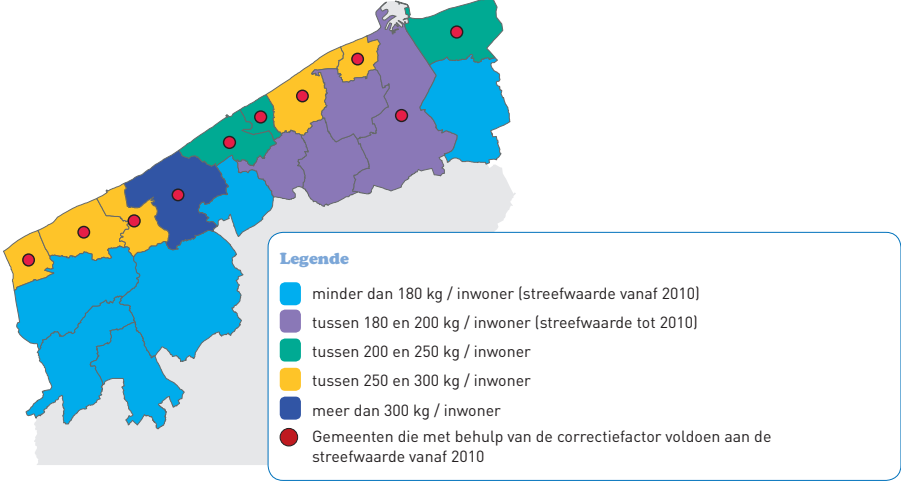 Legende
minder dan 180 kg / inwoner (streefwaarde vanaf 2010)
tussen 180 en 200 kg / inwoner (streefwaarde tot 2010)
tussen 200 en 250 kg / inwoner
tussen 250 en 300 kg / inwoner
meer dan 300 kg / inwoner
Gemeenten die met behulp van de correctiefactor voldoen aan de
streefwaarde vanaf 2010